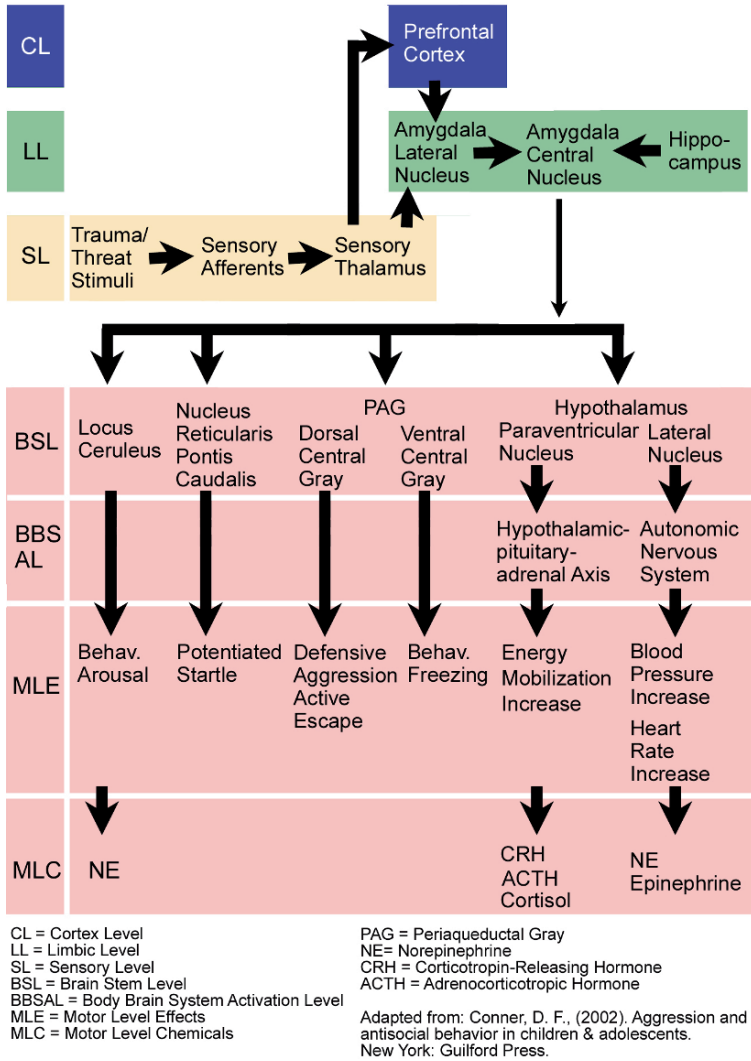 CL
Prefrontal
Cortex
LL
Amygdala
Lateral
Nucleus
Amygdala
Central
Nucleus
Hippo-
campus
SL
Trauma/
Threat
Stimuli
Sensory
Afferents
Sensory
Thalamus
BSL
Locus
Ceruleus
Nucleus
Reticularis
Pontis
Caudalis
PAG
Dorsal
Central
Gray
Ventral
Central
Gray
Hypothalamus
Paraventricular
Nucleus
Lateral
Nucleus
BBS
AL
Hypothalamic-
pituitary-
adrenal Axis
Autonomic
Nervous
System
MLE
Behav.
Arousal
Potentiated
Startle
Defensive
Aggression
Active
Escape
Behav.
Freezing
Energy
Mobilization
Increase
Blood
Pressure
Increase
Heart
Rate
Increase
MLC
NE
CRH
ACTH
Cortisol
NE
Epinephrine
CL = Cortex Level
LL = Limbic Level
SL = Sensory Level
BSL = Brain Stem Level
BBSAL = Body Brain System Activation Level
MLE = Motor Level Effects
MLC = Motor Level Chemicals
PAG = Periaqueductal Gray
NE= Norepinephrine
CRH = Corticotropin-Releasing Hormone
ACTH = Adrenocorticotropic Hormone
Adapted from: Conner, D. F., (2002). Aggression and
antisocial behavior in children & adolescents.
New York: Guilford Press.